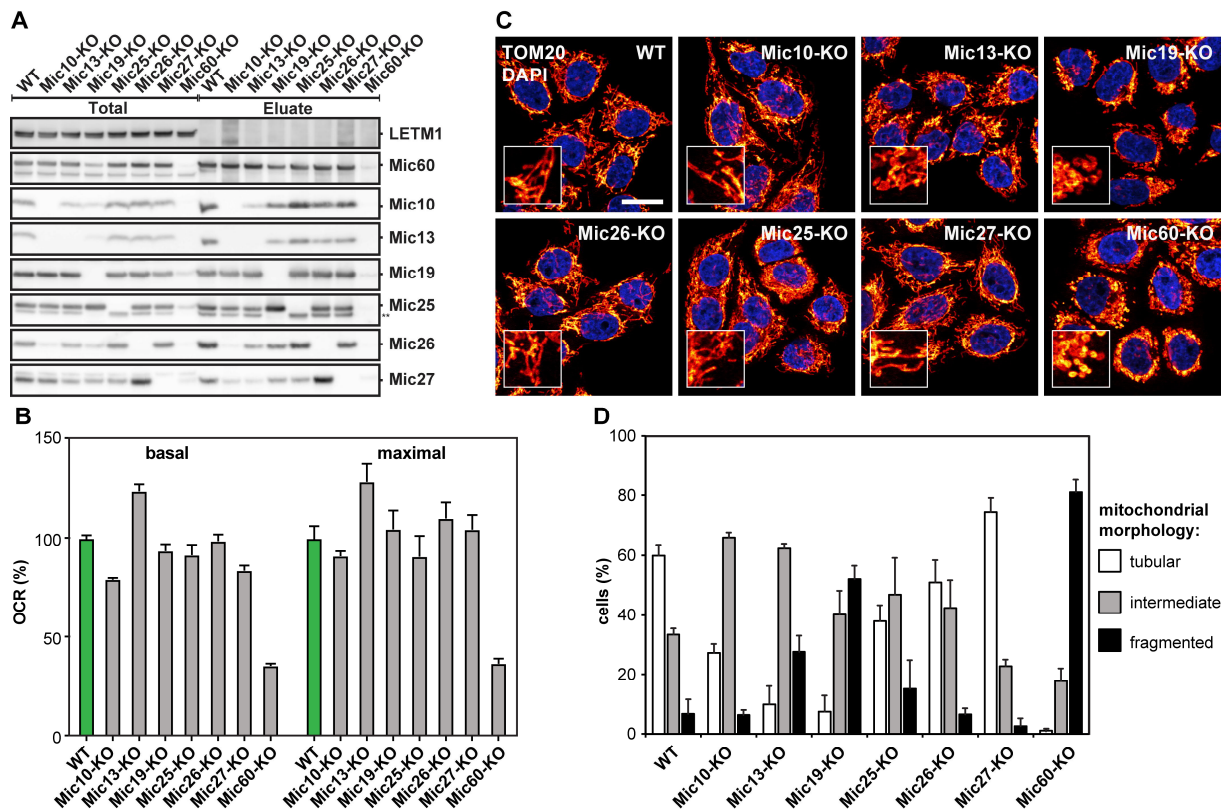 A
WT
Mic10-KO
Mic13-KO
Mic19-KO
Mic25-KO
Mic26-KO
Mic27-KO
Mic60-KO
WT
Mic10-KO
Mic13-KO
Mic19-KO
Mic25-KO
Mic26-KO
Mic27-KO
Mic60-KO
Total
Eluate
LETM1
Mic60
Mic10
Mic13
Mic19
Mic25
**
Mic26
Mic27
B
150
100
50
0
OCR (%)
basal
maximal
WT
Mic10-KO
Mic13-KO
Mic19-KO
Mic25-KO
Mic26-KO
Mic27-KO
Mic60-KO
WT
Mic10-KO
Mic13-KO
Mic19-KO
Mic25-KO
Mic26-KO
Mic27-KO
Mic60-KO
C
TOM20
DAPI
WT
Mic10-KO
Mic13-KO
Mic19-KO
Mic26-KO
Mic25-KO
Mic27-KO
Mic60-KO
D
100
80
60
40
20
0
cells (%)
WT
Mic10-KO
Mic13-KO
Mic19-KO
Mic25-KO
Mic26-KO
Mic27-KO
Mic60-KO
mitochondrial
morphology:
tubular
intermediate
fragmented